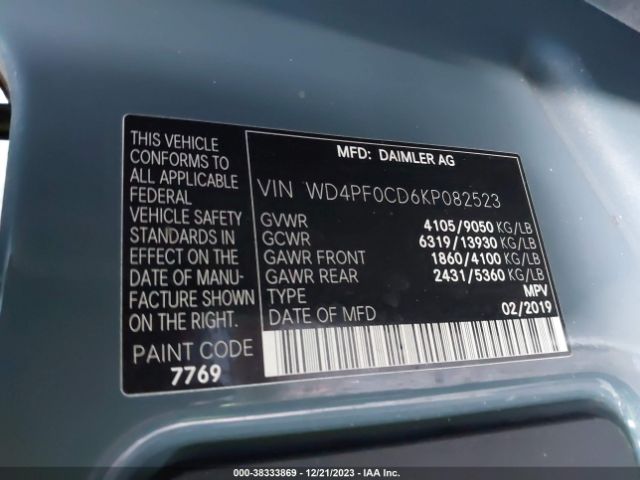 THIS VEHICLE
CONFORMS TO
ALL APPLICABLE
FEDERAL
VEHICLE SAFETY
STANDARDS IN
EFFECT ON THE
DATE OF MANU-
FACTURE SHOWN
ON THE RIGHT.
PAINT CODE
7769
MFD: DAIMLER AG
VIN WD4PF0CD6KP082523
GVWR 4105/9050 KG/LB
GCWR 6319/13930 KG/LB
GAWR FRONT 1860/4100 KG/LB
GAWR REAR 2431/5360 KG/LB
TYPE MPV
DATE OF MFD 02/2019
000-38333869 - 12/21/2023 - IAA Inc.